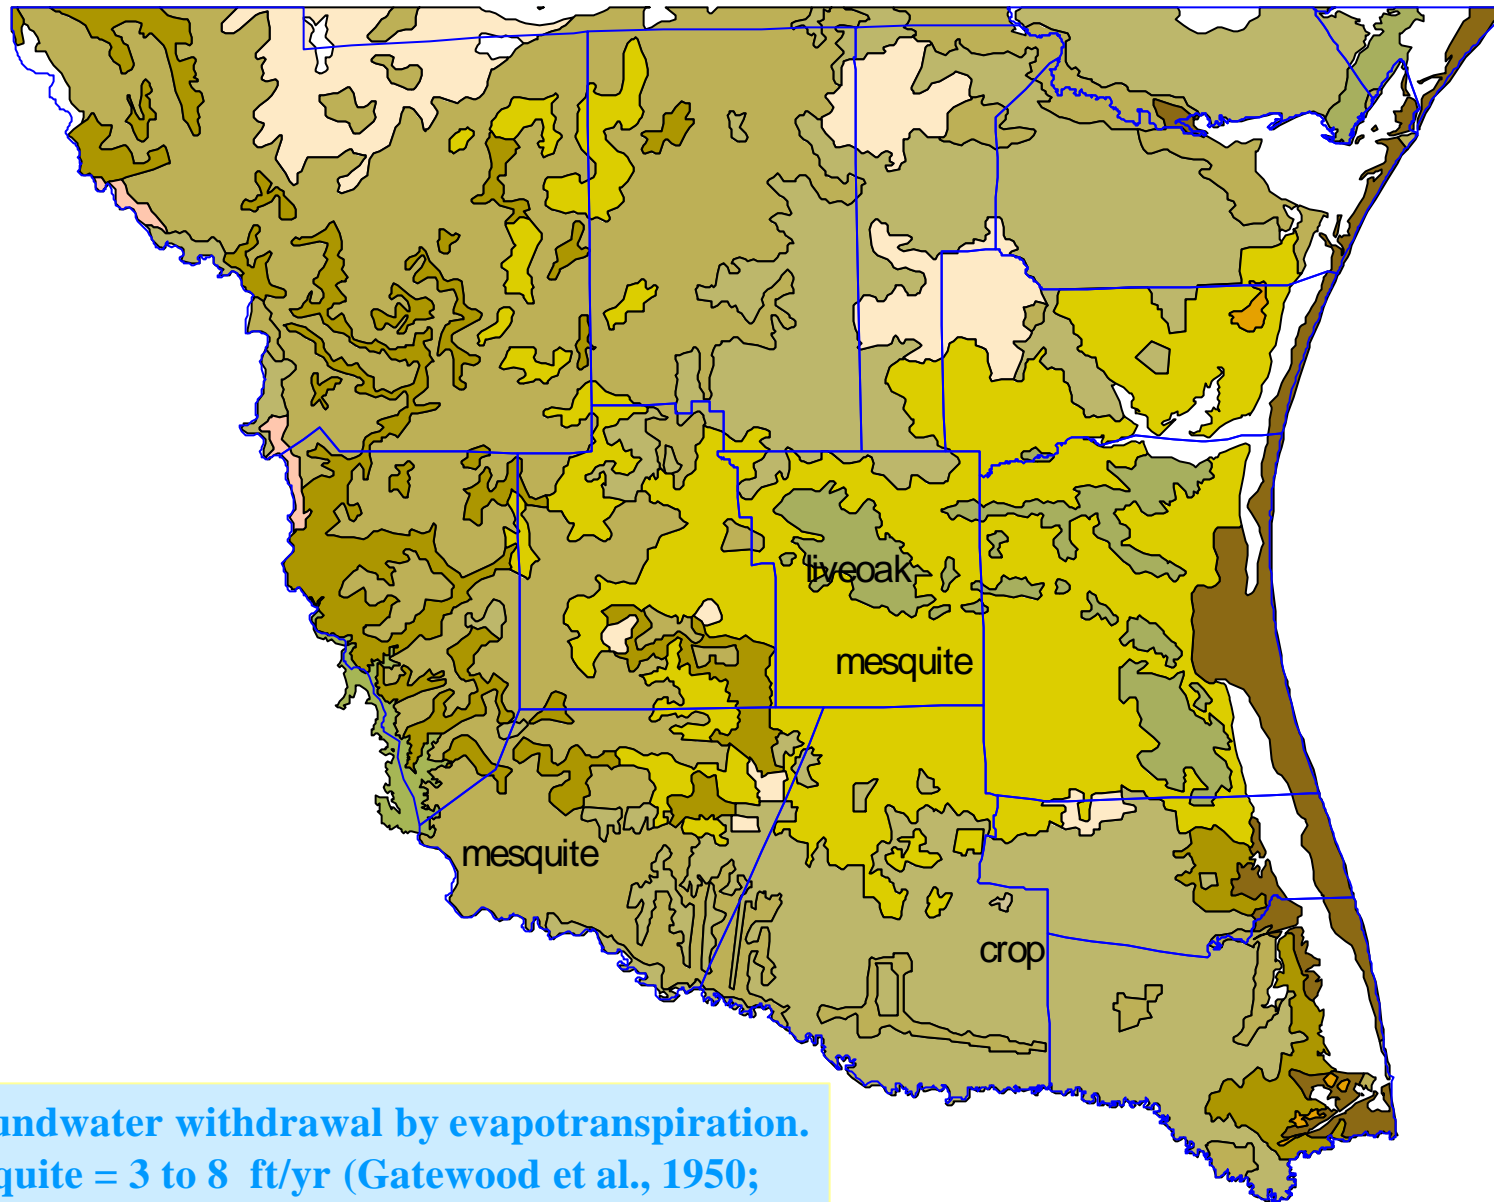 liveoak
mesquite
mesquite
crop
undwater withdrawal by evapotranspiration.
quite = 3 to 8 ft/yr (Gatewood et al., 1950;